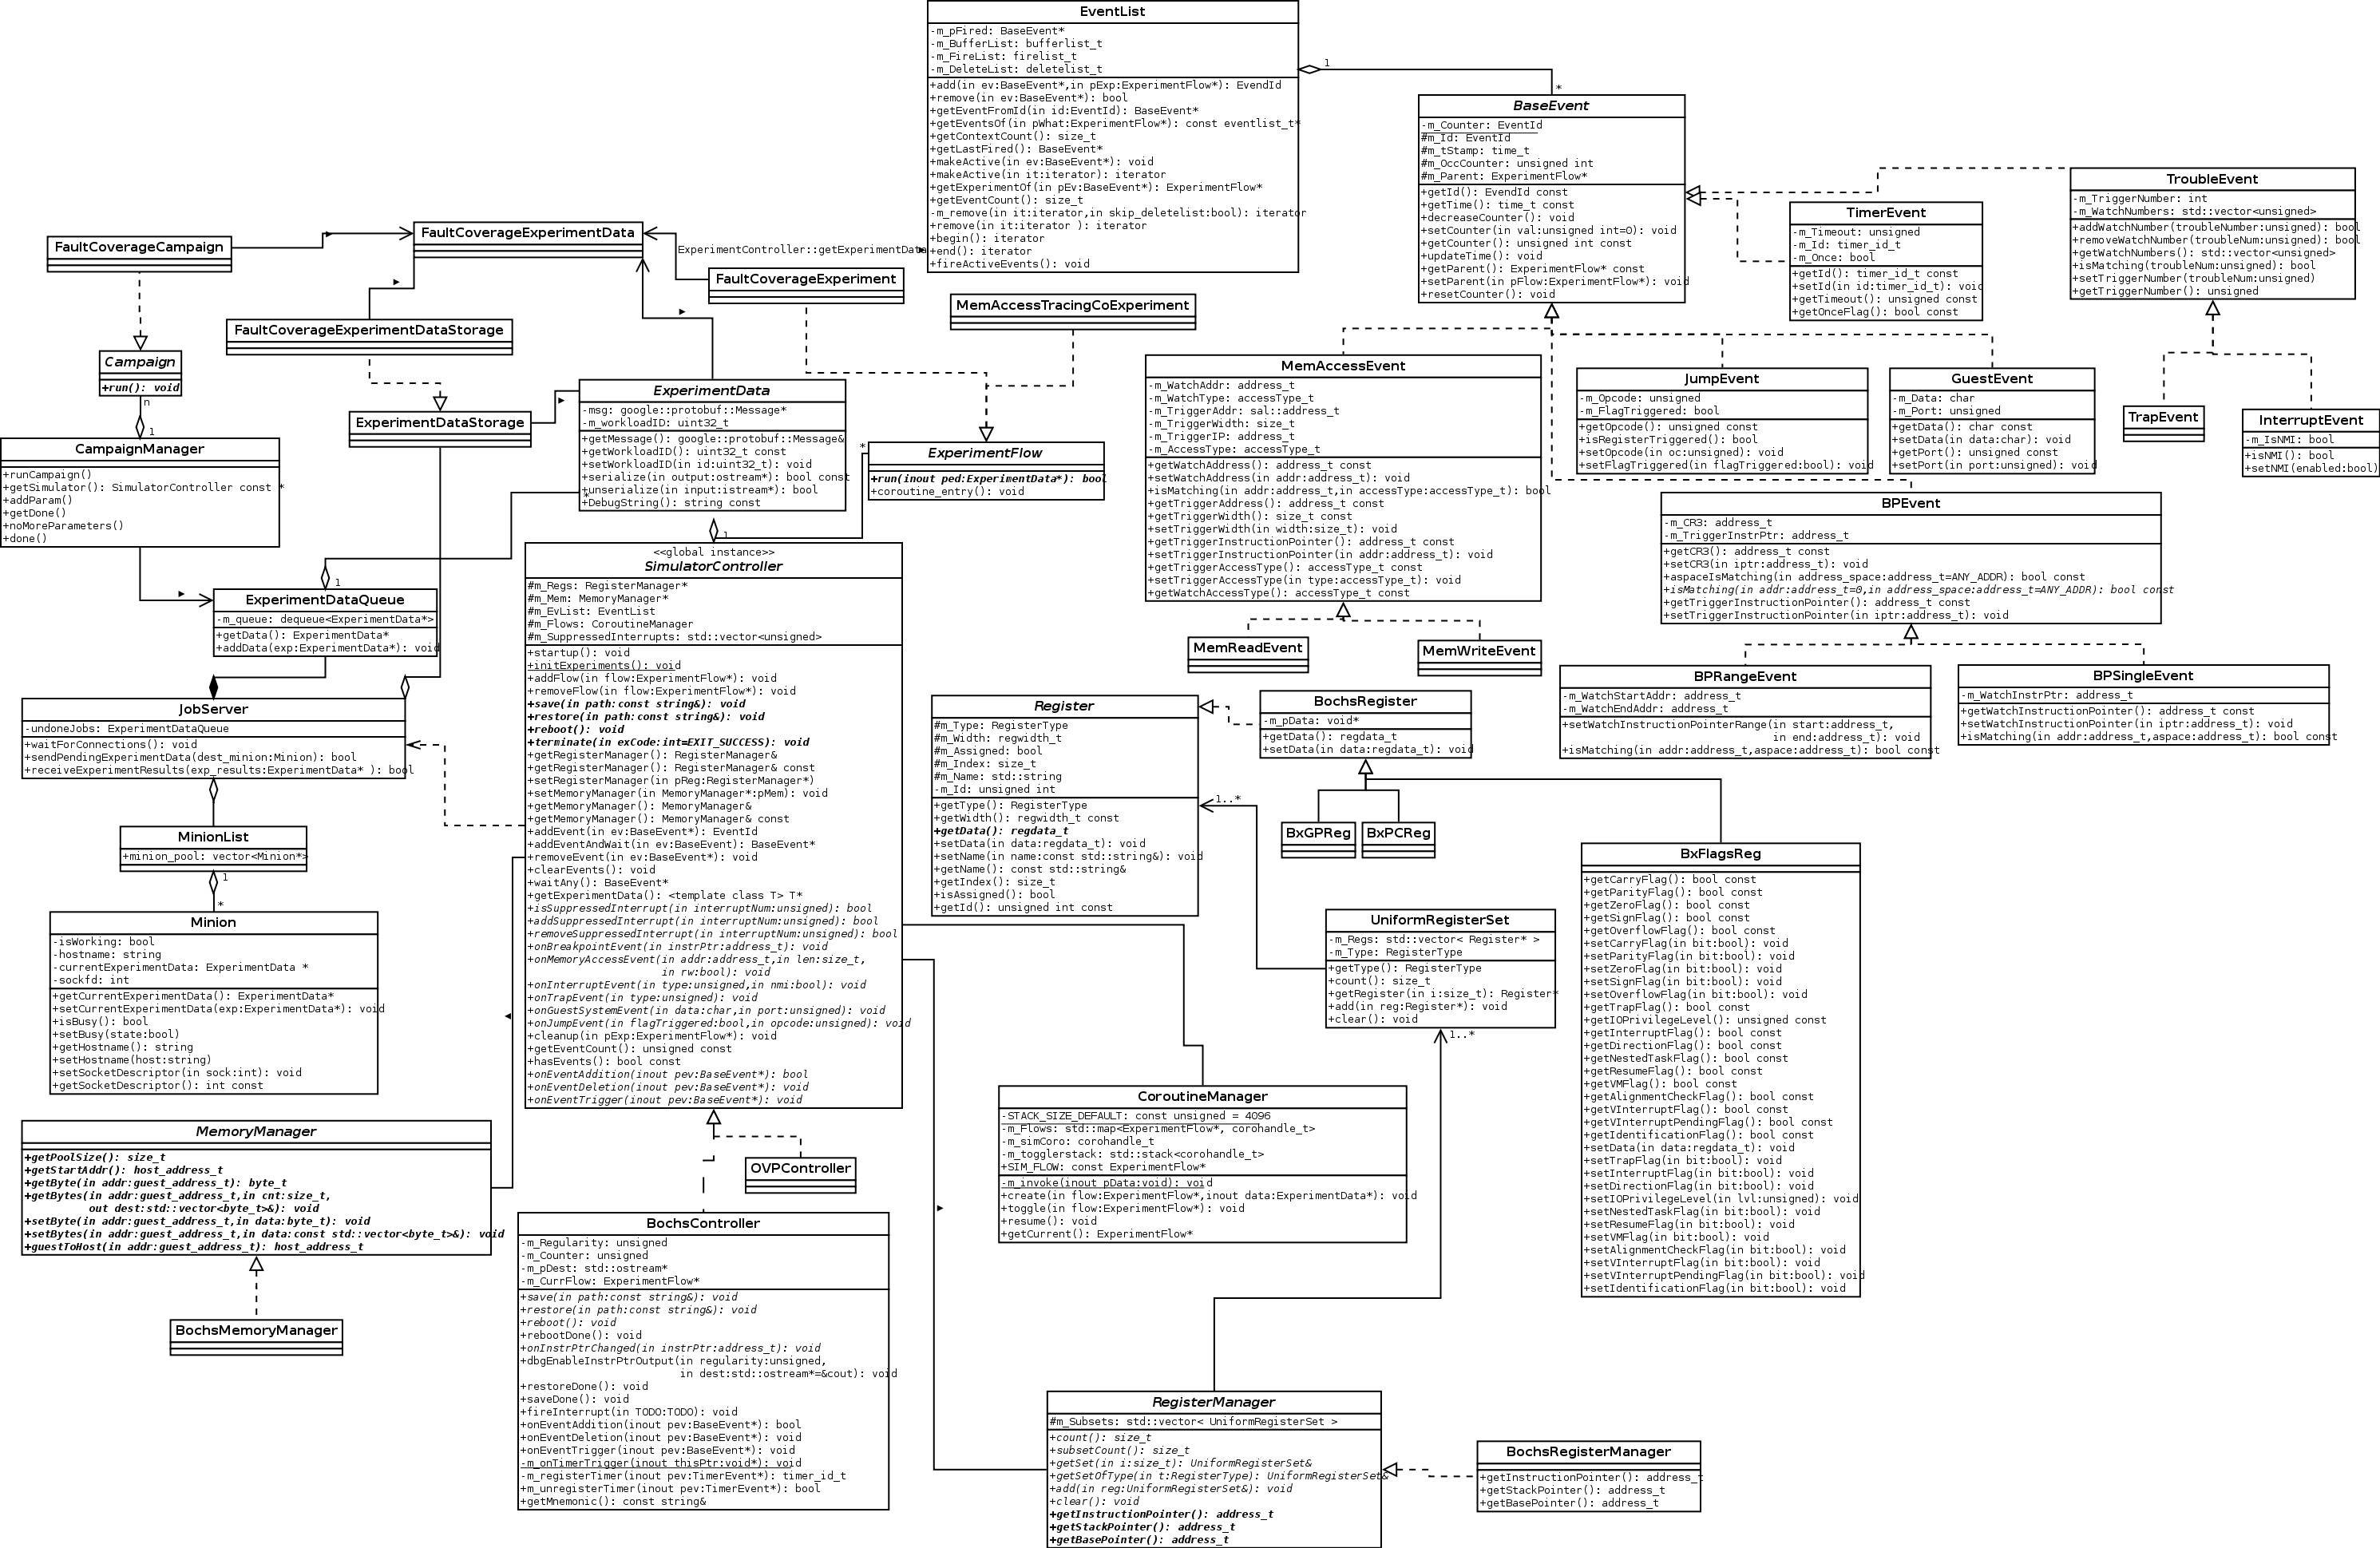 EventList
-m_pFired: BaseEvent*
-m_BufferList: bufferlist_t
-m_FireList: firelist_t
-m_DeleteList: deletelist_t
+add(in ev:BaseEvent*,in pExp:ExperimentFlow*): EvendId
+remove(in ev:BaseEvent*): bool
+getEventFromId(in id:EventId): BaseEvent*
+getEventsOf(in pWhat:ExperimentFlow*): const eventlist_t*
+getContextCount(): size_t
+getLastFired(): BaseEvent*
+makeActive(in ev:BaseEvent*): void
+makeActive(in it:iterator): iterator
+getExperimentOf(in pEv:BaseEvent*): ExperimentFlow*
+getEventCount(): size_t
-m_remove(in it:iterator,in skip_deletelist:bool): iterator
+remove(in it:iterator ): iterator
+begin(): iterator
+end(): iterator
+fireActiveEvents(): void
1
*
BaseEvent
-m_Counter: EventId
#m_Id: EventId
#m_tStamp: time_t
#m_OccCounter: unsigned int
#m_Parent: ExperimentFlow*
+getId(): EvendId const
+getTime(): time_t const
+decreaseCounter(): void
+setCounter(in val:unsigned int=0): void
+getCounter(): unsigned int const
+updateTime(): void
+getParent(): ExperimentFlow* const
+setParent(in pFlow:ExperimentFlow*): void
+resetCounter(): void
TimerEvent
-m_Timeout: unsigned
-m_Id: timer_id_t
-m_Once: bool
+getId(): timer_id_t const
+setId(in id:timer_id_t): void
+getTimeout(): unsigned const
+getOnceFlag(): bool const
TroubleEvent
-m_TriggerNumber: int
-m_WatchNumbers: std::vector<unsigned>
+addWatchNumber(troubleNumber:unsigned): bool
+removeWatchNumber(troubleNum:unsigned): bool
+getWatchNumbers(): std::vector<unsigned>
+isMatching(troubleNum:unsigned): bool
+setTriggerNumber(troubleNum:unsigned)
+getTriggerNumber(): unsigned
FaultCoverageCampaign
FaultCoverageExperimentData
ExperimentController::getExperimentData
FaultCoverageExperiment
MemAccessTracingCoExperiment
FaultCoverageExperimentDataStorage
Campaign
+run(): void
n
1
ExperimentDataStorage
ExperimentData
-msg: google::protobuf::Message*
-m_workloadID: uint32_t
+getMessage(): google::protobuf::Message&
+getWorkloadID(): uint32_t const
+setWorkloadID(in id:uint32_t): void
+serialize(in output:ostream*): bool const
+unserialize(in input:istream*): bool
+DebugString(): string const
*
ExperimentFlow
+run(inout ped:ExperimentData*): bool
+coroutine_entry(): void
*
1
MemAccessEvent
-m_WatchAddr: address_t
-m_WatchType: accessType_t
-m_TriggerAddr: sal::address_t
-m_TriggerWidth: size_t
-m_TriggerIP: address_t
-m_AccessType: accessType_t
+getWatchAddress(): address_t const
+setWatchAddress(in addr:address_t): void
+isMatching(in addr:address_t,in accessType:accessType_t): bool
+getTriggerAddress(): address_t const
+getTriggerWidth(): size_t const
+setTriggerWidth(in width:size_t): void
+getTriggerInstructionPointer(): address_t const
+setTriggerInstructionPointer(in addr:address_t): void
+getTriggerAccessType(): accessType_t const
+setTriggerAccessType(in type:accessType_t): void
+getWatchAccessType(): accessType_t const
JumpEvent
-m_Opcode: unsigned
-m_FlagTriggered: bool
+getOpcode(): unsigned const
+isRegisterTriggered(): bool
+setOpcode(in oc:unsigned): void
+setFlagTriggered(in flagTriggered:bool): void
GuestEvent
-m_Data: char
-m_Port: unsigned
+getData(): char const
+setData(in data:char): void
+getPort(): unsigned const
+setPort(in port:unsigned): void
TrapEvent
InterruptEvent
-m_IsNMI: bool
+isNMI(): bool
+setNMI(enabled:bool)
CampaignManager
+runCampaign()
+getSimulator(): SimulatorController const *
+addParam()
+getDone()
+noMoreParameters()
+done()
1
ExperimentDataQueue
-m_queue: dequeue<ExperimentData*>
+getData(): ExperimentData*
+addData(exp:ExperimentData*): void
<<global instance>>
SimulatorController
#m_Regs: RegisterManager*
#m_Mem: MemoryManager*
#m_EvList: EventList
#m_Flows: CoroutineManager
#m_SuppressedInterrupts: std::vector<unsigned>
+startup(): void
+initExperiments(): void
+addFlow(in flow:ExperimentFlow*): void
+removeFlow(in flow:ExperimentFlow*): void
+save(in path:const string&): void
+restore(in path:const string&): void
+reboot(): void
+terminate(in exCode:int=EXIT_SUCCESS): void
+getRegisterManager(): RegisterManager&
+getRegisterManager(): RegisterManager& const
+setRegisterManager(in pReg:RegisterManager*)
+setMemoryManager(in MemoryManager*:pMem): void
+getMemoryManager(): MemoryManager&
+getMemoryManager(): MemoryManager& const
+addEvent(in ev:BaseEvent*): EventId
+addEventAndWait(in ev:BaseEvent): BaseEvent*
+removeEvent(in ev:BaseEvent*): void
+clearEvents(): void
+waitAny(): BaseEvent*
+getExperimentData(): <template class T> T*
+isSuppressedInterrupt(in interruptNum:unsigned): bool
+addSuppressedInterrupt(in interruptNum:unsigned): bool
+removeSuppressedInterrupt(in interruptNum:unsigned): bool
+onBreakpointEvent(in instrPtr:address_t): void
+onMemoryAccessEvent(in addr:address_t,in len:size_t,
in rw:bool): void
+onInterruptEvent(in type:unsigned,in nmi:bool): void
+onTrapEvent(in type:unsigned): void
+onGuestSystemEvent(in data:char,in port:unsigned): void
+onJumpEvent(in flagTriggered:bool,in opcode:unsigned): void
+cleanup(in pExp:ExperimentFlow*): void
+getEventCount(): unsigned const
+hasEvents(): bool const
+onEventAddition(inout pev:BaseEvent*): bool
+onEventDeletion(inout pev:BaseEvent*): void
+onEventTrigger(inout pev:BaseEvent*): void
BPEvent
-m_CR3: address_t
-m_TriggerInstrPtr: address_t
+getCR3(): address_t const
+setCR3(in iptr:address_t): void
+aspaceIsMatching(in address_space:address_t=ANY_ADDR): bool const
+isMatching(in addr:address_t=0,in address_space:address_t=ANY_ADDR): bool const
+getTriggerInstructionPointer(): address_t const
+setTriggerInstructionPointer(in iptr:address_t): void
MemReadEvent
MemWriteEvent
BPRangeEvent
-m_WatchStartAddr: address_t
-m_WatchEndAddr: address_t
+setWatchInstructionPointerRange(in start:address_t,
in end:address_t): void
+isMatching(in addr:address_t,aspace:address_t): bool const
BPSingleEvent
-m_WatchInstrPtr: address_t
+getWatchInstructionPointer(): address_t const
+setWatchInstructionPointer(in iptr:address_t): void
+isMatching(in addr:address_t,aspace:address_t): bool const
JobServer
-undoneJobs: ExperimentDataQueue
+waitForConnections(): void
+sendPendingExperimentData(dest_minion:Minion): bool
+receiveExperimentResults(exp_results:ExperimentData* ): bool
MinionList
+minion_pool: vector<Minion*>
1
*
Minion
-isWorking: bool
-hostname: string
-currentExperimentData: ExperimentData *
-sockfd: int
+getCurrentExperimentData(): ExperimentData*
+setCurrentExperimentData(exp:ExperimentData*): void
+isBusy(): bool
+setBusy(state:bool)
+getHostname(): string
+setHostname(host:string)
+setSocketDescriptor(in sock:int): void
+getSocketDescriptor(): int const
Register
#m_Type: RegisterType
#m_Width: regwidth_t
#m_Assigned: bool
#m_Index: size_t
#m_Name: std::string
-m_Id: unsigned int
+getType(): RegisterType
+getWidth(): regwidth_t const
+getData(): regdata_t
+setData(in data:regdata_t): void
+setName(in name:const std::string&): void
+getName(): const std::string&
+getIndex(): size_t
+isAssigned(): bool
+getId(): unsigned int const
1..*
BochsRegister
-m_pData: void*
+getData(): regdata_t
+setData(in data:regdata_t): void
BxGPReg
BxPCReg
BxFlagsReg
+getCarryFlag(): bool const
+getParityFlag(): bool const
+getZeroFlag(): bool const
+getSignFlag(): bool const
+getOverflowFlag(): bool const
+setCarryFlag(in bit:bool): void
+setParityFlag(in bit:bool): void
+setZeroFlag(in bit:bool): void
+setSignFlag(in bit:bool): void
+setOverflowFlag(in bit:bool): void
+getTrapFlag(): bool const
+getIOPrivilegeLevel(): unsigned const
+getInterruptFlag(): bool const
+getDirectionFlag(): bool const
+getNestedTaskFlag(): bool const
+getResumeFlag(): bool const
+getVMFlag(): bool const
+getAlignmentCheckFlag(): bool const
+getVInterruptFlag(): bool const
+getVInterruptPendingFlag(): bool const
+getIdentificationFlag(): bool const
+setData(in data:regdata_t): void
+setTrapFlag(in bit:bool): void
+setInterruptFlag(in bit:bool): void
+setDirectionFlag(in bit:bool): void
+setIOPrivilegeLevel(in lvl:unsigned): void
+setNestedTaskFlag(in bit:bool): void
+setResumeFlag(in bit:bool): void
+setVMFlag(in bit:bool): void
+setAlignmentCheckFlag(in bit:bool): void
+setVInterruptFlag(in bit:bool): void
+setVInterruptPendingFlag(in bit:bool): void
+setIdentificationFlag(in bit:bool): void
UniformRegisterSet
-m_Regs: std::vector< Register* >
-m_Type: RegisterType
+getType(): RegisterType
+count(): size_t
+getRegister(in i:size_t): Register*
+add(in reg:Register*): void
+clear(): void
1..*
CoroutineManager
-STACK_SIZE_DEFAULT: const unsigned = 4096
-m_Flows: std::map<ExperimentFlow*, corohandle_t>
-m_simCoro: corohandle_t
-m_togglerstack: std::stack<corohandle_t>
+SIM_FLOW: const ExperimentFlow*
-m_invoke(inout pData:void): void
+create(in flow:ExperimentFlow*,inout data:ExperimentData*): void
+toggle(in flow:ExperimentFlow*): void
+resume(): void
+getCurrent(): ExperimentFlow*
MemoryManager
+getPoolSize(): size_t
+getStartAddr(): host_address_t
+getByte(in addr:guest_address_t): byte_t
+getBytes(in addr:guest_address_t,in cnt:size_t,
out dest:std::vector<byte_t>&): void
+setByte(in addr:guest_address_t,in data:byte_t): void
+setBytes(in addr:guest_address_t,in data:const std::vector<byte_t>&): void
+guestToHost(in addr:guest_address_t): host_address_t
BochsMemoryManager
OVPController
BochsController
-m_Regularity: unsigned
-m_Counter: unsigned
-m_pDest: std::ostream*
-m_CurrFlow: ExperimentFlow*
+save(in path:const string&): void
+restore(in path:const string&): void
+reboot(): void
+rebootDone(): void
+onInstrPtrChanged(in instrPtr:address_t): void
+dbgEnableInstrPtrOutput(in regularity:unsigned,
in dest:std::ostream*=&cout): void
+restoreDone(): void
+saveDone(): void
+fireInterrupt(in TODO:TODO): void
+onEventAddition(inout pev:BaseEvent*): bool
+onEventDeletion(inout pev:BaseEvent*): void
+onEventTrigger(inout pev:BaseEvent*): void
-m_onTimerTrigger(inout thisPtr:void*): void
-m_registerTimer(inout pev:TimerEvent*): timer_id_t
+m_unregisterTimer(inout pev:TimerEvent*): bool
+getMnemonic(): const string&
RegisterManager
#m_Subsets: std::vector< UniformRegisterSet >
+count(): size_t
+subsetCount(): size_t
+getSet(in i:size_t): UniformRegisterSet&
+getSetOfType(in t:RegisterType): UniformRegisterSet&
+add(in reg:UniformRegisterSet&): void
+clear(): void
+getInstructionPointer(): address_t
+getStackPointer(): address_t
+getBasePointer(): address_t
BochsRegisterManager
+getInstructionPointer(): address_t
+getStackPointer(): address_t
+getBasePointer(): address_t